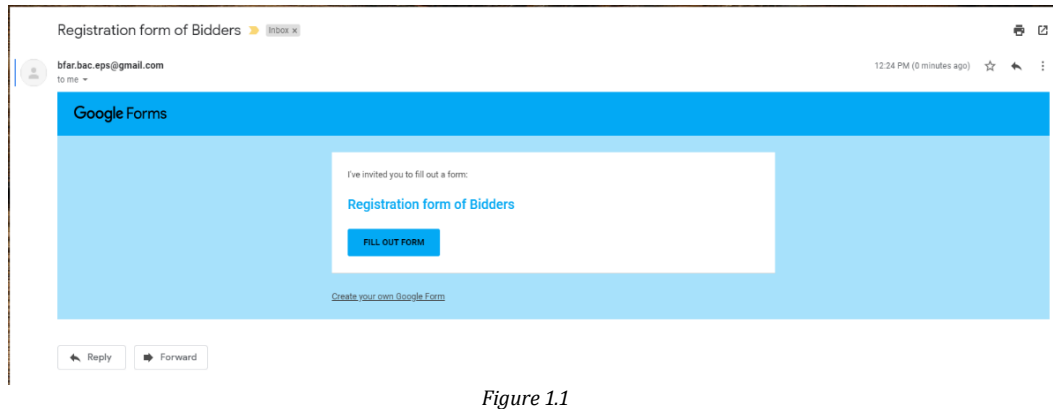 Registration form of Bidders Inbox x
bfar.bac.eps@gmail.com 12:24 PM (0 minutes ago)
to me
Google Forms
I've invited you to fill out a form:
Registration form of Bidders
FILL OUT FORM
Create your own Google Form
Reply Forward
Figure 1.1